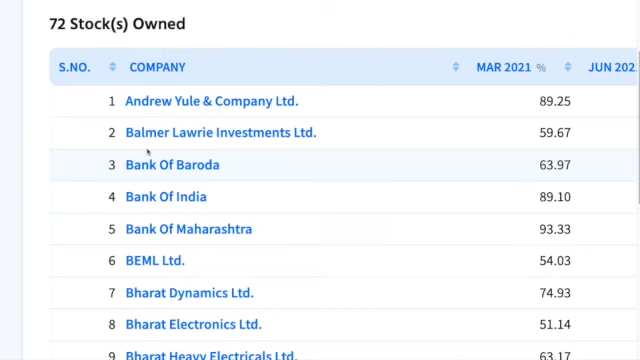 72 Stock(s) Owned
S.NO. COMPANY MAR 2021 % JUN 202
1 Andrew Yule & Company Ltd. 89.25
2 Balmer Lawrie Investments Ltd. 59.67
3 Bank Of Baroda 63.97
4 Bank Of India 89.10
5 Bank Of Maharashtra 93.33
6 BEML Ltd. 54.03
7 Bharat Dynamics Ltd. 74.93
8 Bharat Electronics Ltd. 51.14
9 Bharat Heavy Electricals Ltd. 63.17